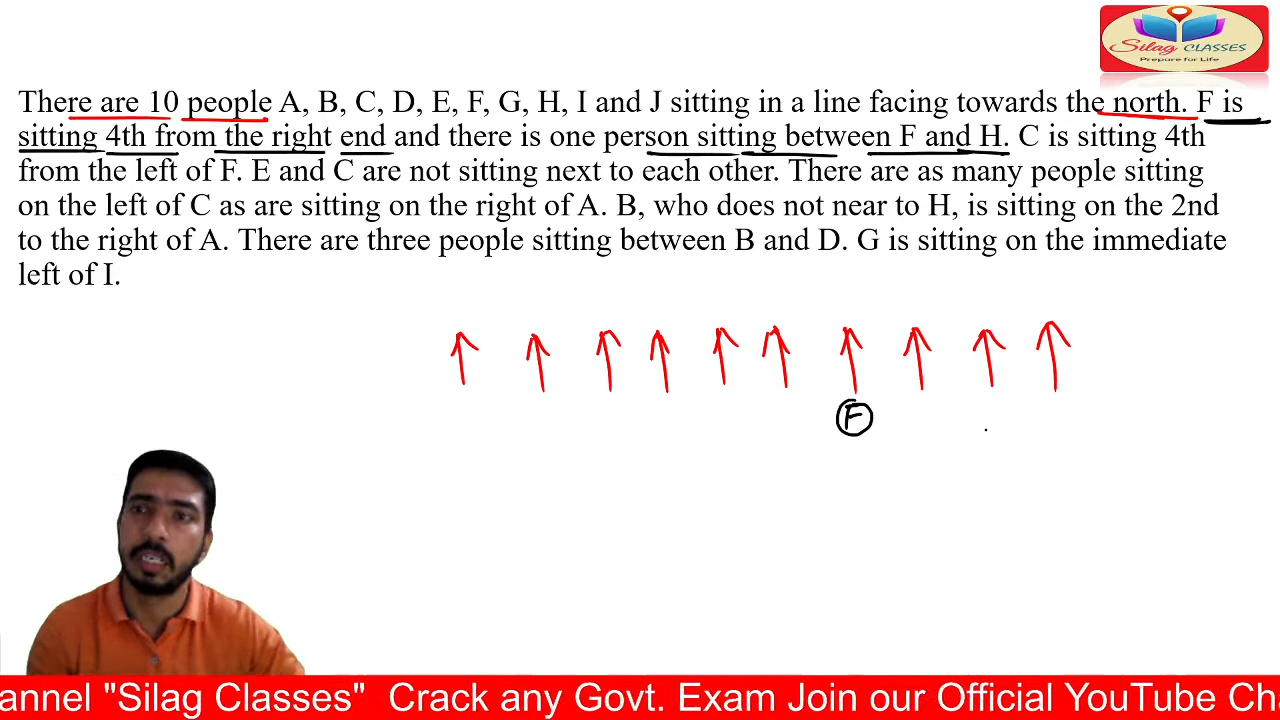 Silag CLASSES
Prepare for Life
There are 10 people A, B, C, D, E, F, G, H, I and J sitting in a line facing towards the north. F is
sitting 4th from the right end and there is one person sitting between F and H. C is sitting 4th
from the left of F. E and C are not sitting next to each other. There are as many people sitting
on the left of C as are sitting on the right of A. B, who does not near to H, is sitting on the 2nd
to the right of A. There are three people sitting between B and D. G is sitting on the immediate
left of I.
F
annel "Silag Classes" Crack any Govt. Exam Join our Official YouTube Cha